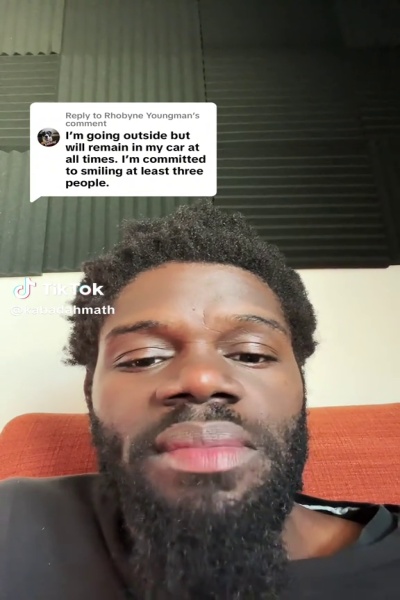 Reply to Rhobyne Youngman's
comment
I'm going outside but
will remain in my car at
all times. I'm committed
to smiling at least three
people.
TikTok